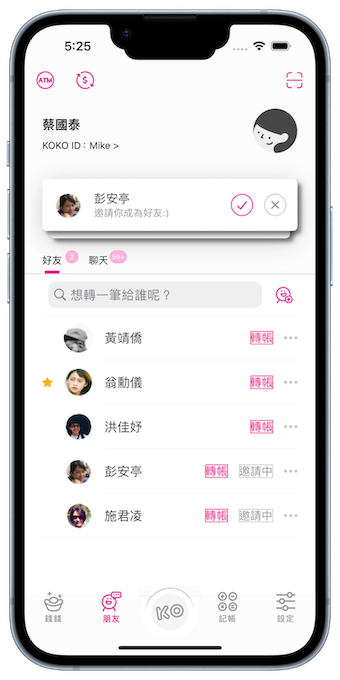 5:25
ATM
$
蔡國泰
KOKO ID：Mike >
彭安亭
邀請你成為好友:)
好友 2 聊天 99+
想轉一筆給誰呢？
黃靖僑 轉帳
翁勳儀 轉帳
洪佳妤 轉帳
彭安亭 轉帳 邀請中
施君凌 轉帳 邀請中
KO
錢錢 朋友 記帳 設定